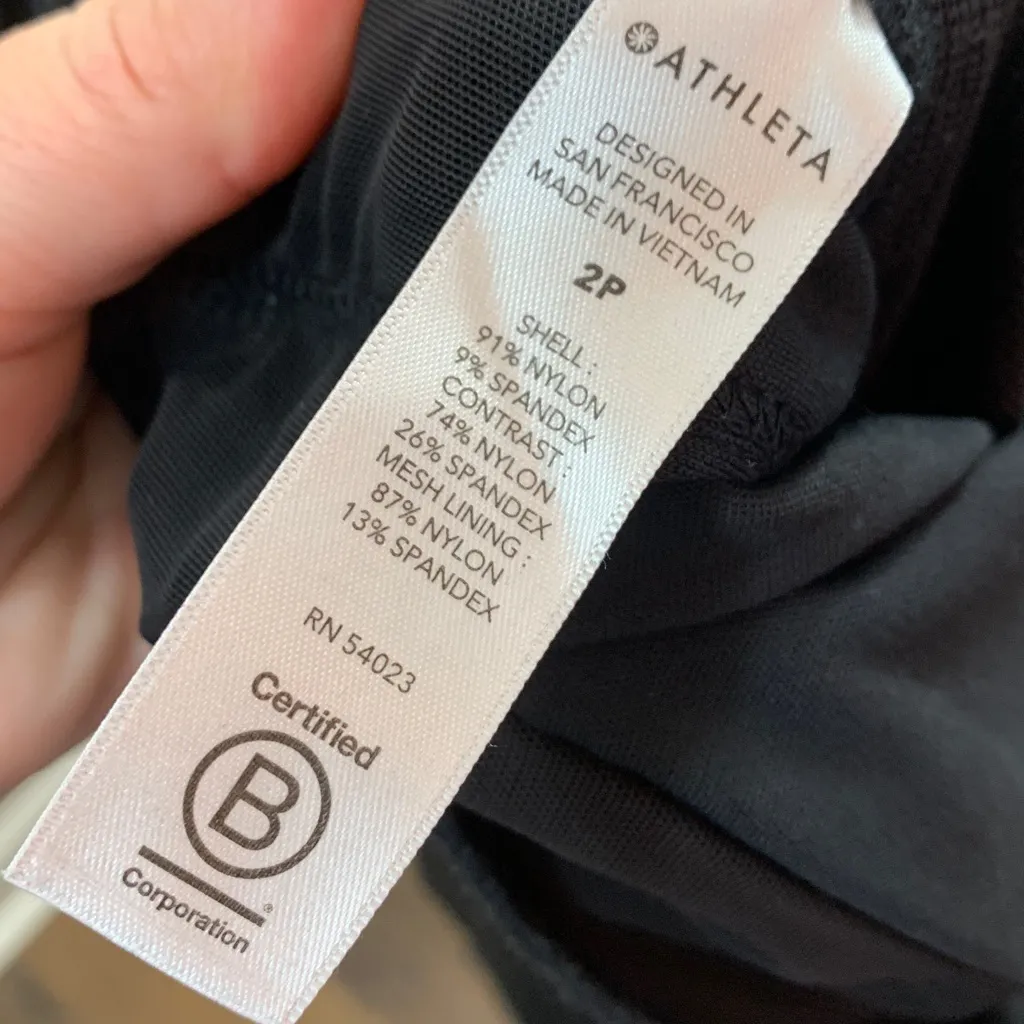 ATHLETA
DESIGNED IN
SAN FRANCISCO
MADE IN VIETNAM
2P
SHELL :
91% NYLON
9% SPANDEX
CONTRAST :
74% NYLON
26% SPANDEX
MESH LINING :
87% NYLON
13% SPANDEX
RN 54023
Certified
B
Corporation
®